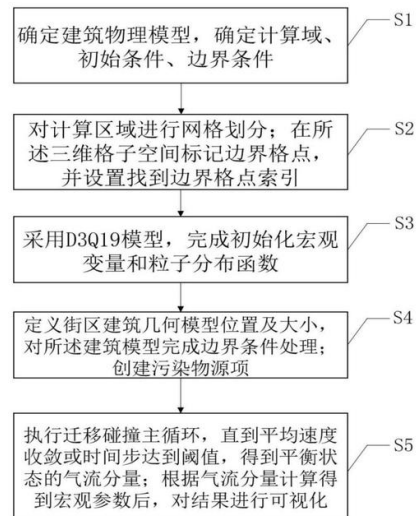 确定建筑物理模型，确定计算域、
初始条件、边界条件
S1
对计算区域进行网格划分；在所
述三维格子空间标记边界格点，
并设置找到边界格点索引
S2
采用D3Q19模型，完成初始化宏观
变量和粒子分布函数
S3
定义街区建筑几何模型位置及大小，
对所述建筑模型完成边界条件处理；
创建污染物源项
S4
执行迁移碰撞主循环，直到平均速度
收敛或时间步达到阈值，得到平衡状
态的气流分量；根据气流分量计算得
到宏观参数后，对结果进行可视化
S5